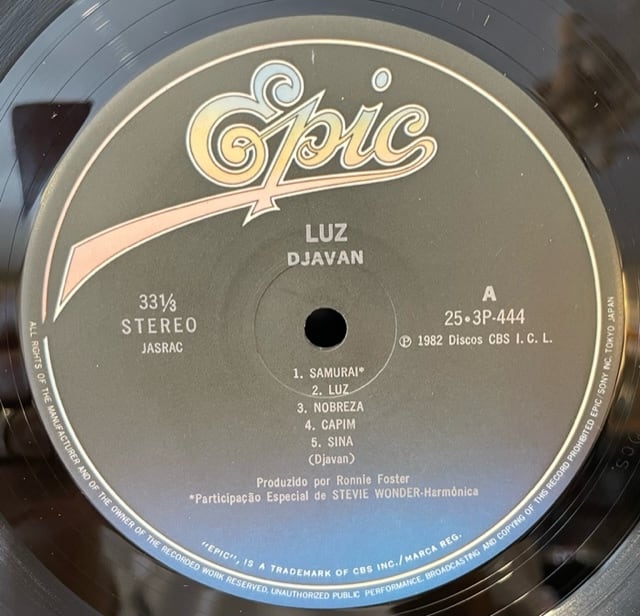 Epic
LUZ
DJAVAN
33⅓
STEREO
JASRAC
A
25•3P-444
Ⓟ 1982 Discos CBS I.C.L.
1. SAMURAI*
2. LUZ
3. NOBREZA
4. CAPIM
5. SINA
(Djavan)
Produzido por Ronnie Foster
*Participação Especial de STEVIE WONDER-Harmônica
"EPIC", IS A TRADEMARK OF CBS INC./MARCA REG.
ALL RIGHTS OF THE MANUFACTURER AND OF THE OWNER OF THE RECORDED WORK RESERVED. UNAUTHORIZED PUBLIC PERFORMANCE. BROADCASTING AND COPYING OF THIS RECORD PROHIBITED EPIC/SONY INC. TOKYO JAPAN